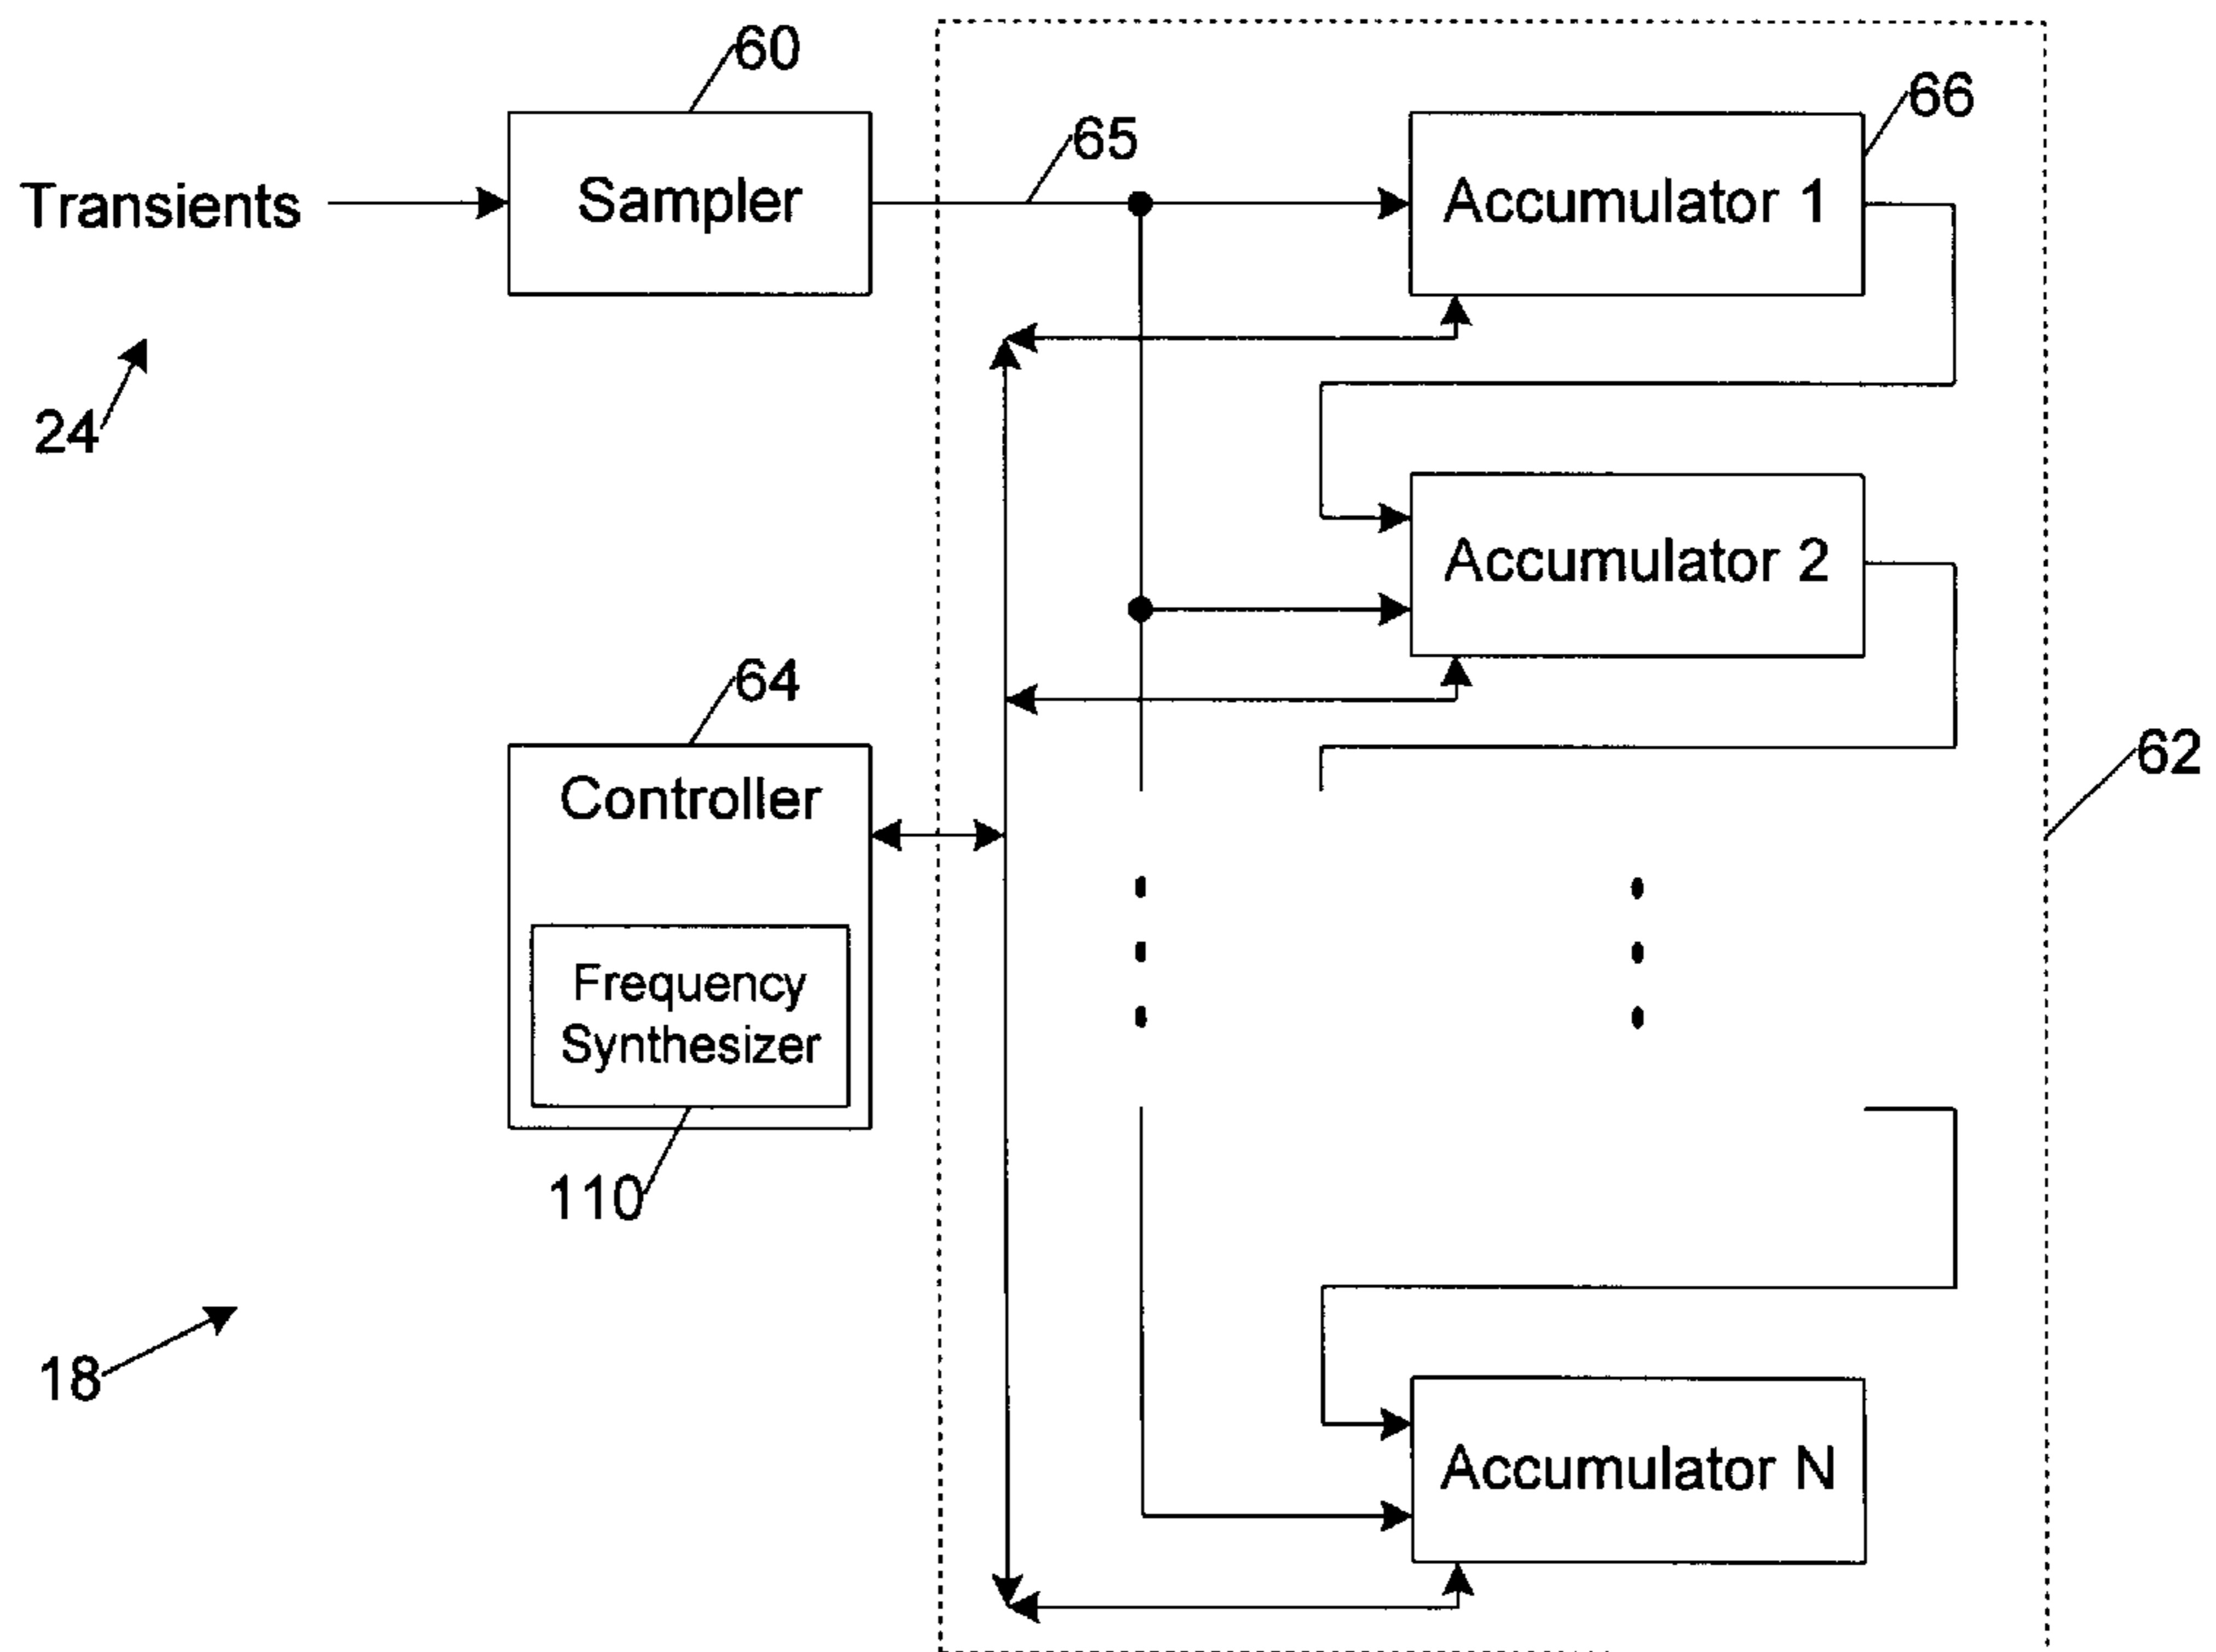 60
66
65
Transients
Sampler
Accumulator 1
24
Accumulator 2
64
62
Controller
Frequency
Synthesizer
110
18
Accumulator N